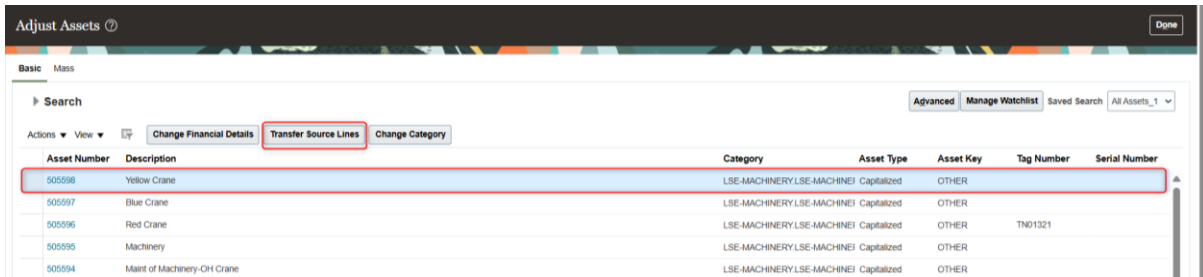 Adjust Assets ?
Done
Basic Mass
Search
Advanced Manage Watchlist Saved Search All Assets_1
Actions View Change Financial Details Transfer Source Lines Change Category
Asset Number Description Category Asset Type Asset Key Tag Number Serial Number
505598 Yellow Crane LSE-MACHINERY.LSE-MACHINEI Capitalized OTHER
505597 Blue Crane LSE-MACHINERY.LSE-MACHINEI Capitalized OTHER
505596 Red Crane LSE-MACHINERY.LSE-MACHINEI Capitalized OTHER TN01321
505595 Machinery LSE-MACHINERY.LSE-MACHINEI Capitalized OTHER
505594 Maint of Machinery-OH Crane LSE-MACHINERY.LSE-MACHINEI Capitalized OTHER